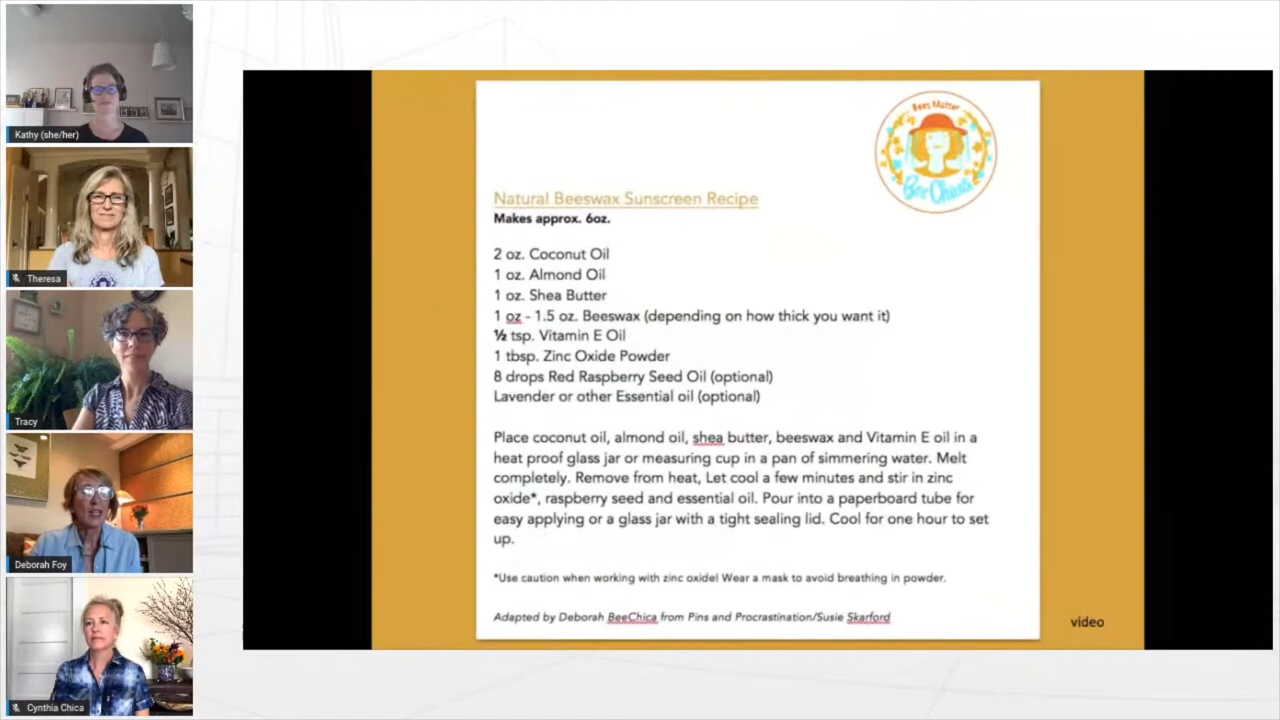 Kathy (she/her)
Theresa
Tracy
Deborah Foy
Cynthia Chica
Bees Matter
Bee Chicas
Natural Beeswax Sunscreen Recipe
Makes approx. 6oz.
2 oz. Coconut Oil
1 oz. Almond Oil
1 oz. Shea Butter
1 oz - 1.5 oz. Beeswax (depending on how thick you want it)
½ tsp. Vitamin E Oil
1 tbsp. Zinc Oxide Powder
8 drops Red Raspberry Seed Oil (optional)
Lavender or other Essential oil (optional)
Place coconut oil, almond oil, shea butter, beeswax and Vitamin E oil in a
heat proof glass jar or measuring cup in a pan of simmering water. Melt
completely. Remove from heat, Let cool a few minutes and stir in zinc
oxide*, raspberry seed and essential oil. Pour into a paperboard tube for
easy applying or a glass jar with a tight sealing lid. Cool for one hour to set
up.
*Use caution when working with zinc oxide! Wear a mask to avoid breathing in powder.
Adapted by Deborah BeeChica from Pins and Procrastination/Susie Skarford
video